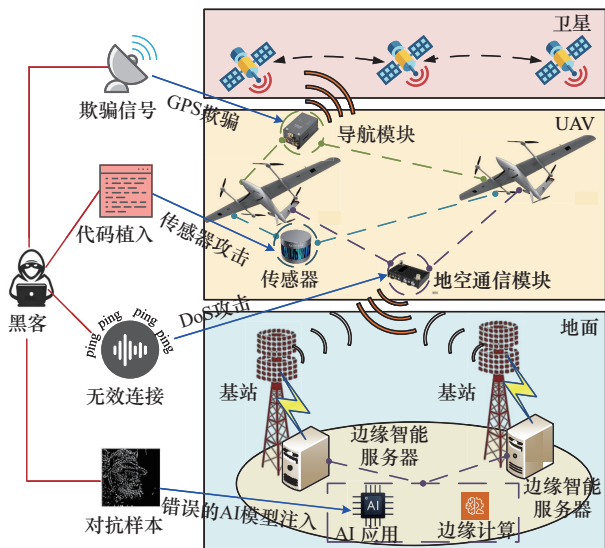 卫星
欺骗信号
GPS欺骗
导航模块
UAV
代码植入
传感器攻击
传感器
地空通信模块
黑客
ping
ping
ping
ping
ping
DoS攻击
无效连接
地面
基站
基站
边缘智能
服务器
边缘智能
服务器
对抗样本
错误的AI模型注入
AI
AI 应用
边缘计算